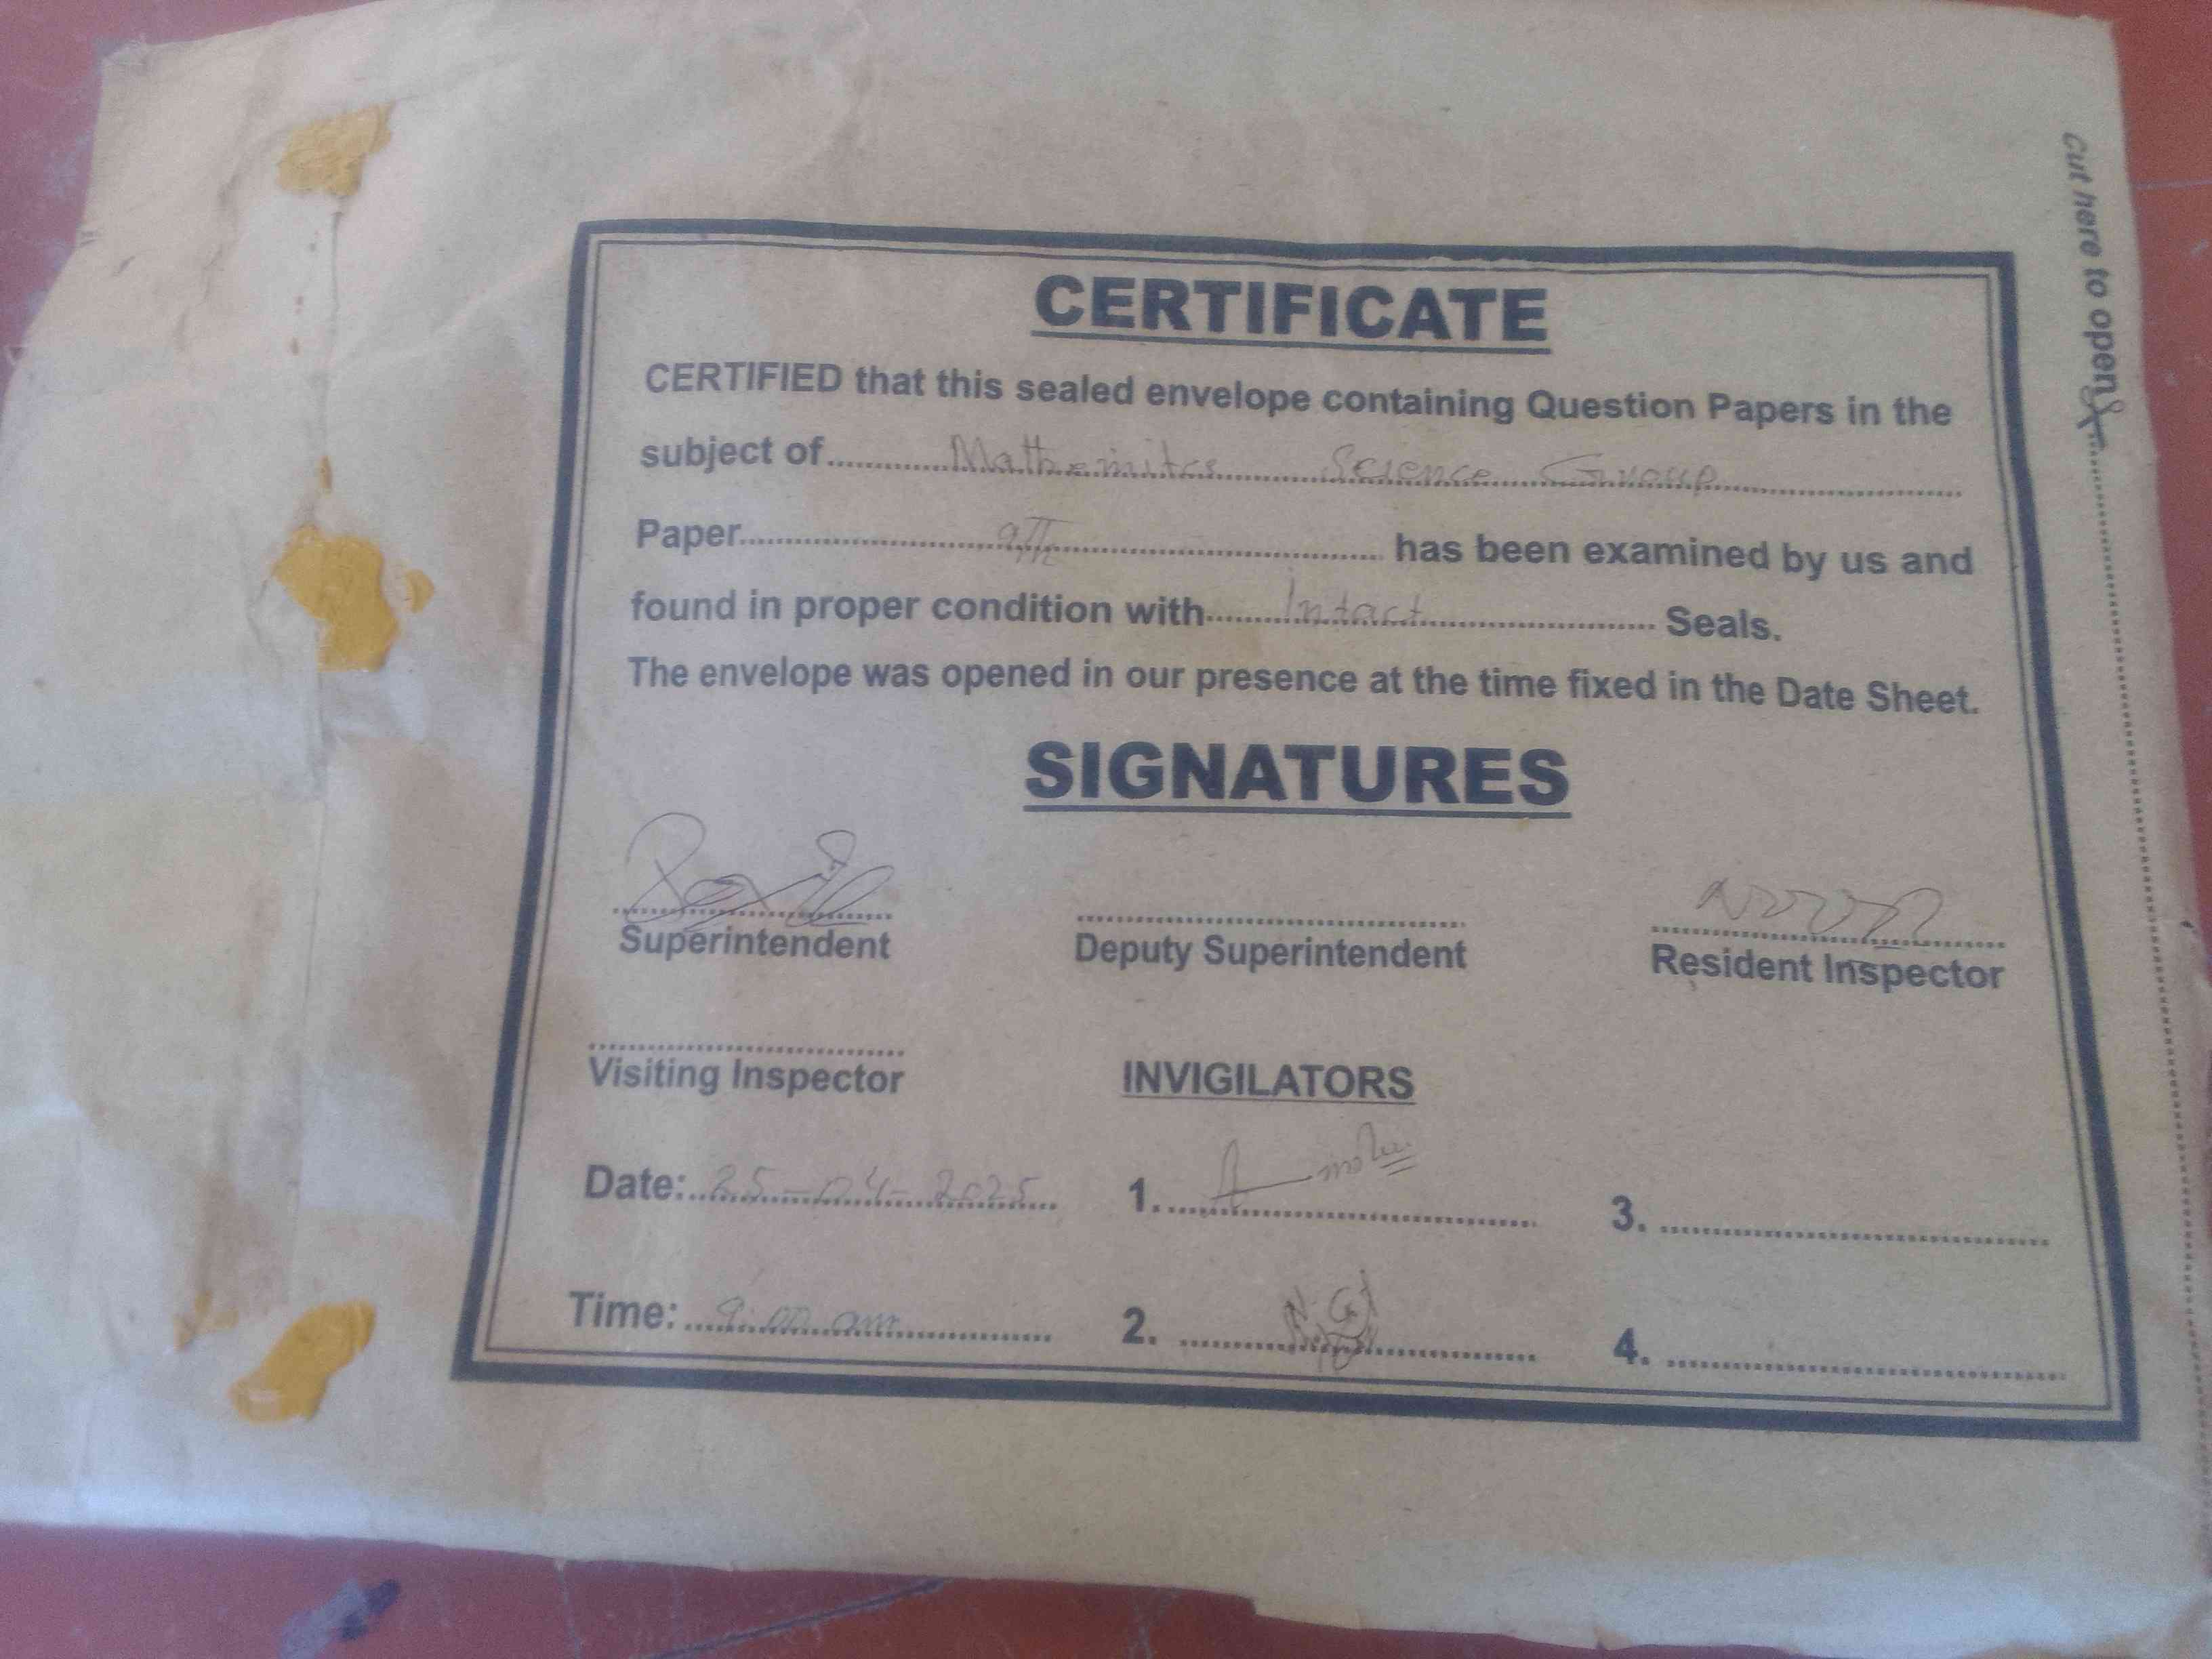 Cut here to open
CERTIFICATE
CERTIFIED that this sealed envelope containing Question Papers in the
subject of Mathemitcs Science Group
Paper 9th has been examined by us and
found in proper condition with Intact Seals.
The envelope was opened in our presence at the time fixed in the Date Sheet.
SIGNATURES
Superintendent Deputy Superintendent Resident Inspector
Visiting Inspector INVIGILATORS
Date: 25-04-2025 1. 3.
Time: 9:00 am 2. 4.